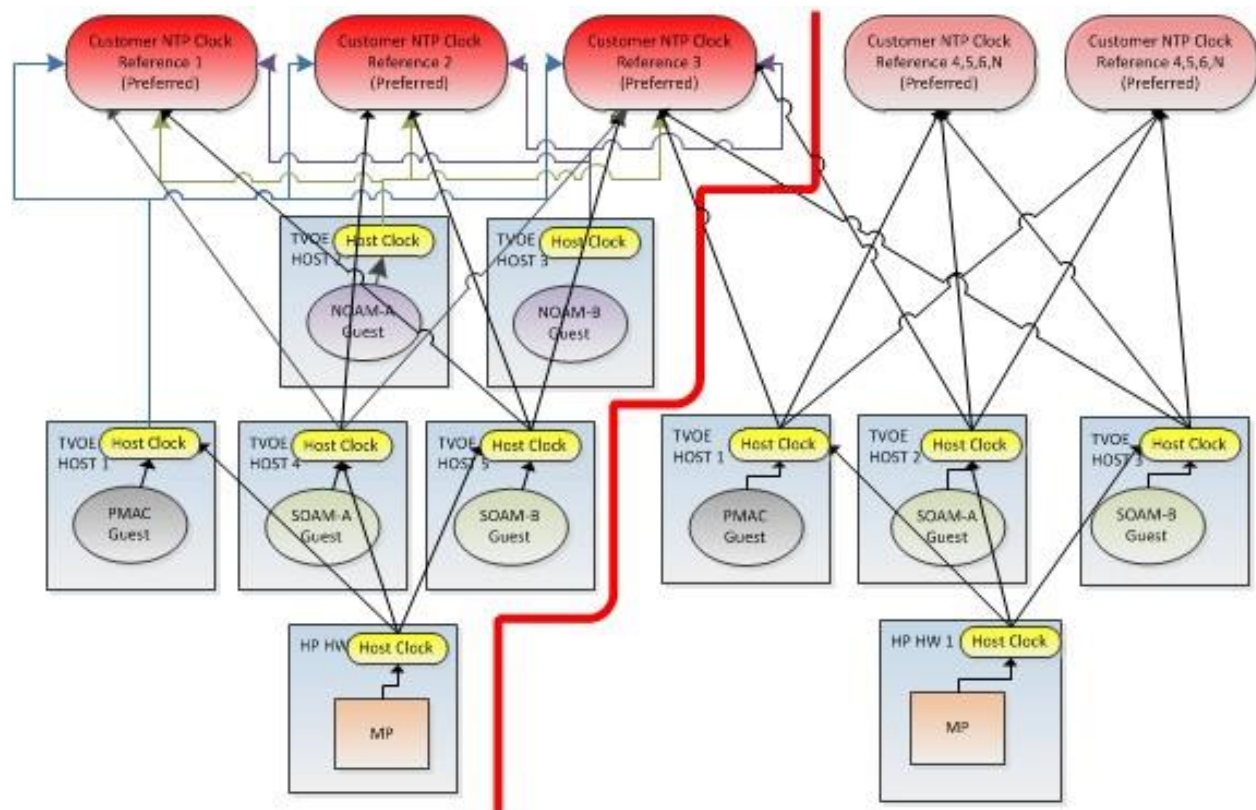 Customer NTP Clock
Reference 1
(Preferred)
Customer NTP Clock
Reference 2
(Preferred)
Customer NTP Clock
Reference 3
(Preferred)
Customer NTP Clock
Reference 4,5,6,N
(Preferred)
Customer NTP Clock
Reference 4,5,6,N
(Preferred)
TVOE
HOST 2
Host Clock
NOAM-A
Guest
TVOE
HOST 3
Host Clock
NOAM-B
Guest
TVOE
HOST 1
Host Clock
PMAC
Guest
TVOE
HOST 4
Host Clock
SOAM-A
Guest
TVOE
HOST 5
Host Clock
SOAM-B
Guest
TVOE
HOST 1
Host Clock
PMAC
Guest
TVOE
HOST 2
Host Clock
SOAM-A
Guest
TVOE
HOST 3
Host Clock
SOAM-B
Guest
HP HW
Host Clock
MP
HP HW 1
Host Clock
MP